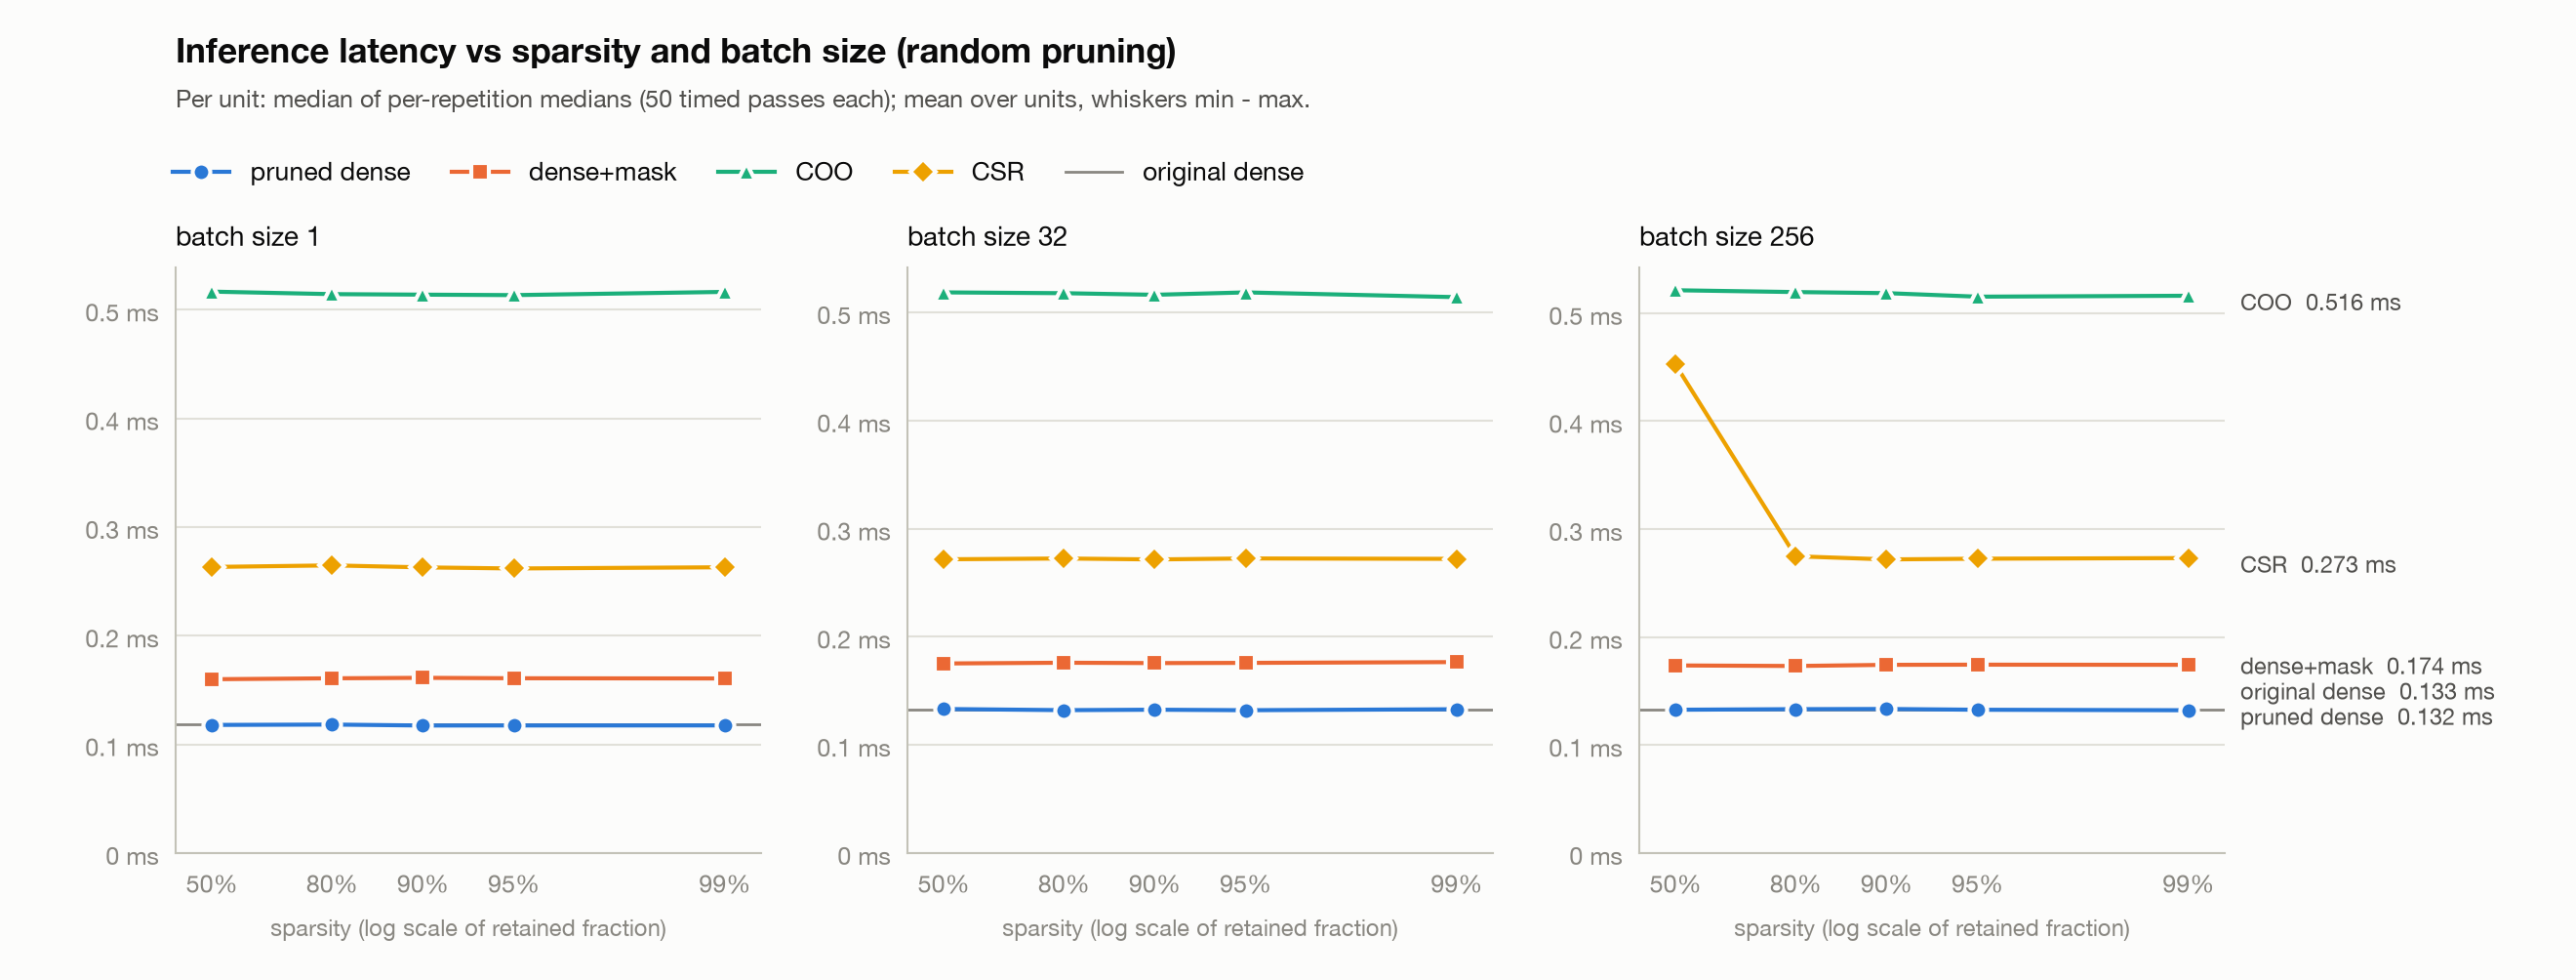 Inference latency vs sparsity and batch size (random pruning)
Per unit: median of per-repetition medians (50 timed passes each); mean over units, whiskers min - max.
pruned dense dense+mask COO CSR original dense
batch size 1
0.5 ms
0.4 ms
0.3 ms
0.2 ms
0.1 ms
0 ms
50% 80% 90% 95% 99%
sparsity (log scale of retained fraction)
batch size 32
0.5 ms
0.4 ms
0.3 ms
0.2 ms
0.1 ms
0 ms
50% 80% 90% 95% 99%
sparsity (log scale of retained fraction)
batch size 256
0.5 ms
0.4 ms
0.3 ms
0.2 ms
0.1 ms
0 ms
50% 80% 90% 95% 99%
sparsity (log scale of retained fraction)
COO 0.516 ms
CSR 0.273 ms
dense+mask 0.174 ms
original dense 0.133 ms
pruned dense 0.132 ms